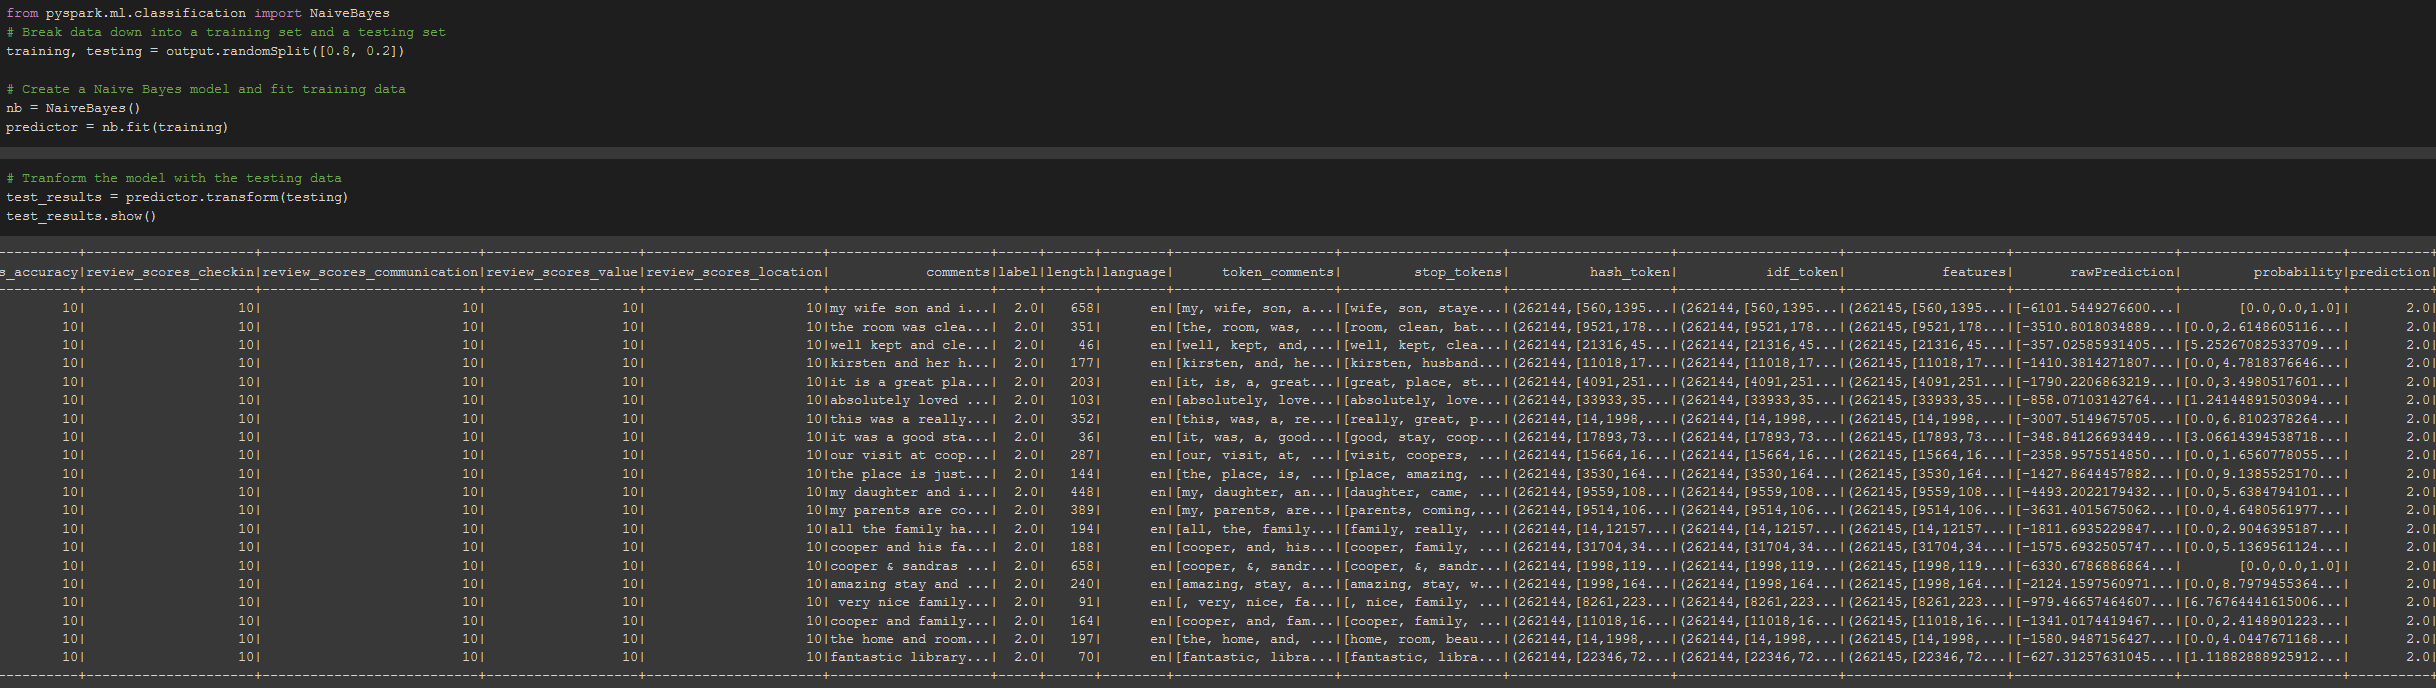 from pyspark.ml.classification import NaiveBayes
# Break data down into a training set and a testing set
training, testing = output.randomSplit([0.8, 0.2])
# Create a Naive Bayes model and fit training data
nb = NaiveBayes()
predictor = nb.fit(training)
# Tranform the model with the testing data
test_results = predictor.transform(testing)
test_results.show()
s_accuracy|review_scores_checkin|review_scores_communication|review_scores_value|review_scores_location| comments|label|length|language| token_comments| stop_tokens| hash_token| idf_token| features| rawPrediction| probability|prediction|
10| 10| 10| 10| 10|my wife son and i...| 2.0| 658| en|[my, wife, son, a...|[wife, son, staye...|(262144,[560,1395...|(262144,[560,1395...|(262145,[560,1395...|[-6101.5449276600...| [0.0,0.0,1.0]| 2.0|
10| 10| 10| 10| 10|the room was clea...| 2.0| 351| en|[the, room, was, ...|[room, clean, bat...|(262144,[9521,178...|(262144,[9521,178...|(262145,[9521,178...|[-3510.8018034889...|[0.0,2.6148605116...| 2.0|
10| 10| 10| 10| 10|well kept and cle...| 2.0| 46| en|[well, kept, and,...|[well, kept, clea...|(262144,[21316,45...|(262144,[21316,45...|(262145,[21316,45...|[-357.02585931405...|[5.25267082533709...| 2.0|
10| 10| 10| 10| 10|kirsten and her h...| 2.0| 177| en|[kirsten, and, he...|[kirsten, husband...|(262144,[11018,17...|(262144,[11018,17...|(262145,[11018,17...|[-1410.3814271807...|[0.0,4.7818376646...| 2.0|
10| 10| 10| 10| 10|it is a great pla...| 2.0| 203| en|[it, is, a, great...|[great, place, st...|(262144,[4091,251...|(262144,[4091,251...|(262145,[4091,251...|[-1790.2206863219...|[0.0,3.4980517601...| 2.0|
10| 10| 10| 10| 10|absolutely loved ...| 2.0| 103| en|[absolutely, love...|[absolutely, love...|(262144,[33933,35...|(262144,[33933,35...|(262145,[33933,35...|[-858.07103142764...|[1.24144891503094...| 2.0|
10| 10| 10| 10| 10|this was a really...| 2.0| 352| en|[this, was, a, re...|[really, great, p...|(262144,[14,1998,...|(262144,[14,1998,...|(262145,[14,1998,...|[-3007.5149675705...|[0.0,6.8102378264...| 2.0|
10| 10| 10| 10| 10|it was a good sta...| 2.0| 36| en|[it, was, a, good...|[good, stay, coop...|(262144,[17893,73...|(262144,[17893,73...|(262145,[17893,73...|[-348.84126693449...|[3.06614394538718...| 2.0|
10| 10| 10| 10| 10|our visit at coop...| 2.0| 287| en|[our, visit, at, ...|[visit, coopers, ...|(262144,[15664,16...|(262144,[15664,16...|(262145,[15664,16...|[-2358.9575514850...|[0.0,1.6560778055...| 2.0|
10| 10| 10| 10| 10|the place is just...| 2.0| 144| en|[the, place, is, ...|[place, amazing, ...|(262144,[3530,164...|(262144,[3530,164...|(262145,[3530,164...|[-1427.8644457882...|[0.0,9.1385525170...| 2.0|
10| 10| 10| 10| 10|my daughter and i...| 2.0| 448| en|[my, daughter, an...|[daughter, came, ...|(262144,[9559,108...|(262144,[9559,108...|(262145,[9559,108...|[-4493.2022179432...|[0.0,5.6384794101...| 2.0|
10| 10| 10| 10| 10|my parents are co...| 2.0| 389| en|[my, parents, are...|[parents, coming,...|(262144,[9514,106...|(262144,[9514,106...|(262145,[9514,106...|[-3631.4015675062...|[0.0,4.6480561977...| 2.0|
10| 10| 10| 10| 10|all the family ha...| 2.0| 194| en|[all, the, family...|[family, really, ...|(262144,[14,12157...|(262144,[14,12157...|(262145,[14,12157...|[-1811.6935229847...|[0.0,2.9046395187...| 2.0|
10| 10| 10| 10| 10|cooper and his fa...| 2.0| 188| en|[cooper, and, his...|[cooper, family, ...|(262144,[31704,34...|(262144,[31704,34...|(262145,[31704,34...|[-1575.6932505747...|[0.0,5.1369561124...| 2.0|
10| 10| 10| 10| 10|cooper & sandras ...| 2.0| 658| en|[cooper, &, sandr...|[cooper, &, sandr...|(262144,[1998,119...|(262144,[1998,119...|(262145,[1998,119...|[-6330.6786886864...| [0.0,0.0,1.0]| 2.0|
10| 10| 10| 10| 10|amazing stay and ...| 2.0| 240| en|[amazing, stay, a...|[amazing, stay, w...|(262144,[1998,164...|(262144,[1998,164...|(262145,[1998,164...|[-2124.1597560971...|[0.0,8.7979455364...| 2.0|
10| 10| 10| 10| 10| very nice family...| 2.0| 91| en|[, very, nice, fa...|[, nice, family, ...|(262144,[8261,223...|(262144,[8261,223...|(262145,[8261,223...|[-979.46657464607...|[6.76764441615006...| 2.0|
10| 10| 10| 10| 10|cooper and family...| 2.0| 164| en|[cooper, and, fam...|[cooper, family, ...|(262144,[11018,16...|(262144,[11018,16...|(262145,[11018,16...|[-1341.0174419467...|[0.0,2.4148901223...| 2.0|
10| 10| 10| 10| 10|the home and room...| 2.0| 197| en|[the, home, and, ...|[home, room, beau...|(262144,[14,1998,...|(262144,[14,1998,...|(262145,[14,1998,...|[-1580.9487156427...|[0.0,4.0447671168...| 2.0|
10| 10| 10| 10| 10|fantastic library...| 2.0| 70| en|[fantastic, libra...|[fantastic, libra...|(262144,[22346,72...|(262144,[22346,72...|(262145,[22346,72...|[-627.31257631045...|[1.11882888925912...| 2.0|